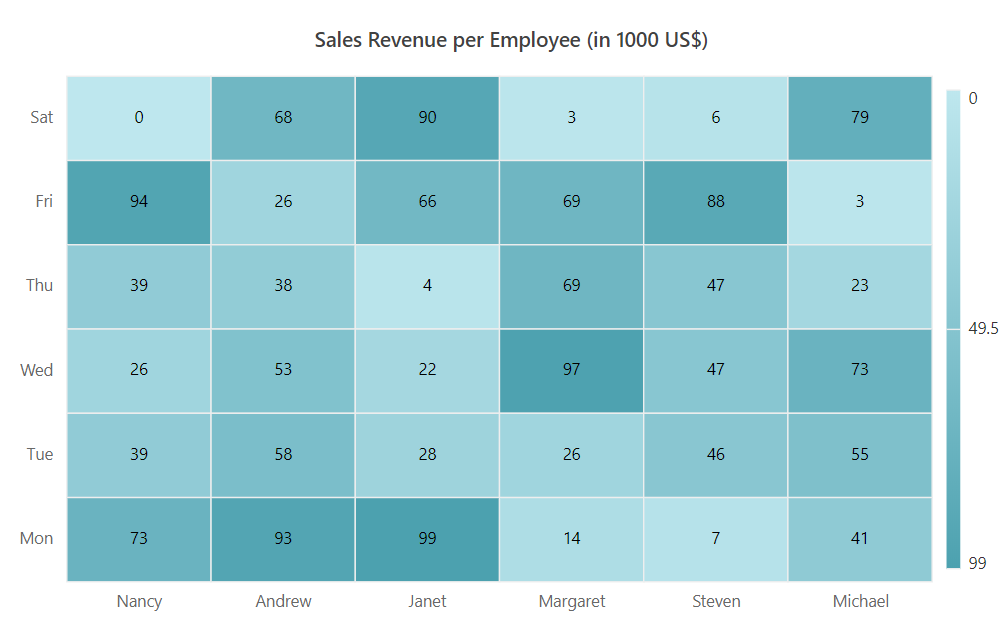 Sales Revenue per Employee (in 1000 US$)
Sat 0 68 90 3 6 79 0
Fri 94 26 66 69 88 3
Thu 39 38 4 69 47 23
49.5
Wed 26 53 22 97 47 73
Tue 39 58 28 26 46 55
Mon 73 93 99 14 7 41
99
Nancy Andrew Janet Margaret Steven Michael